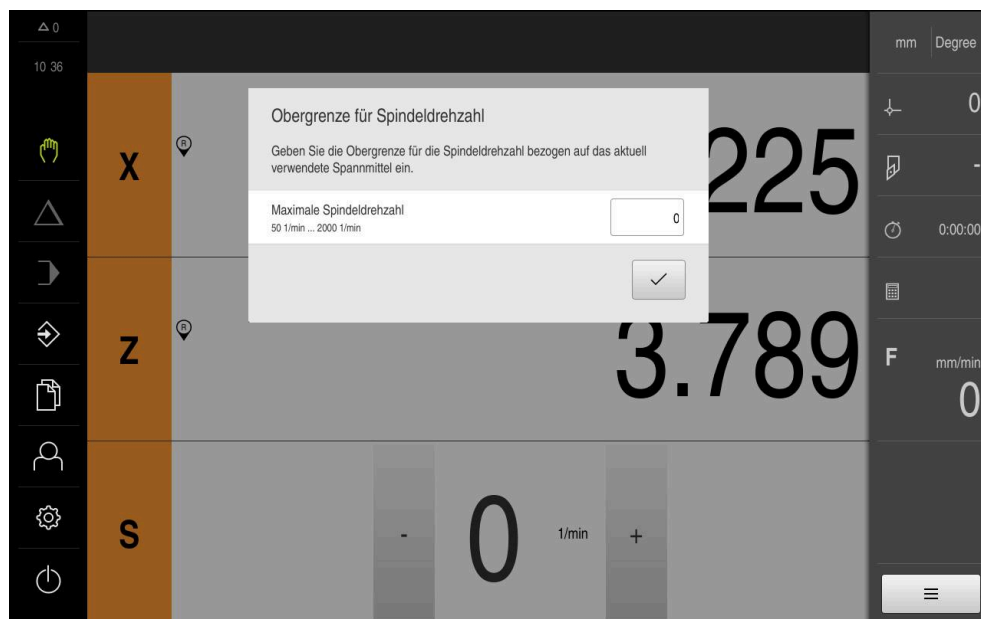 0
10 36
mm Degree
0
-
0:00:00
F mm/min
0
X R 225
Z R 3.789
S - 0 1/min +
Obergrenze für Spindeldrehzahl
Geben Sie die Obergrenze für die Spindeldrehzahl bezogen auf das aktuell
verwendete Spannmittel ein.
Maximale Spindeldrehzahl
50 1/min ... 2000 1/min
0